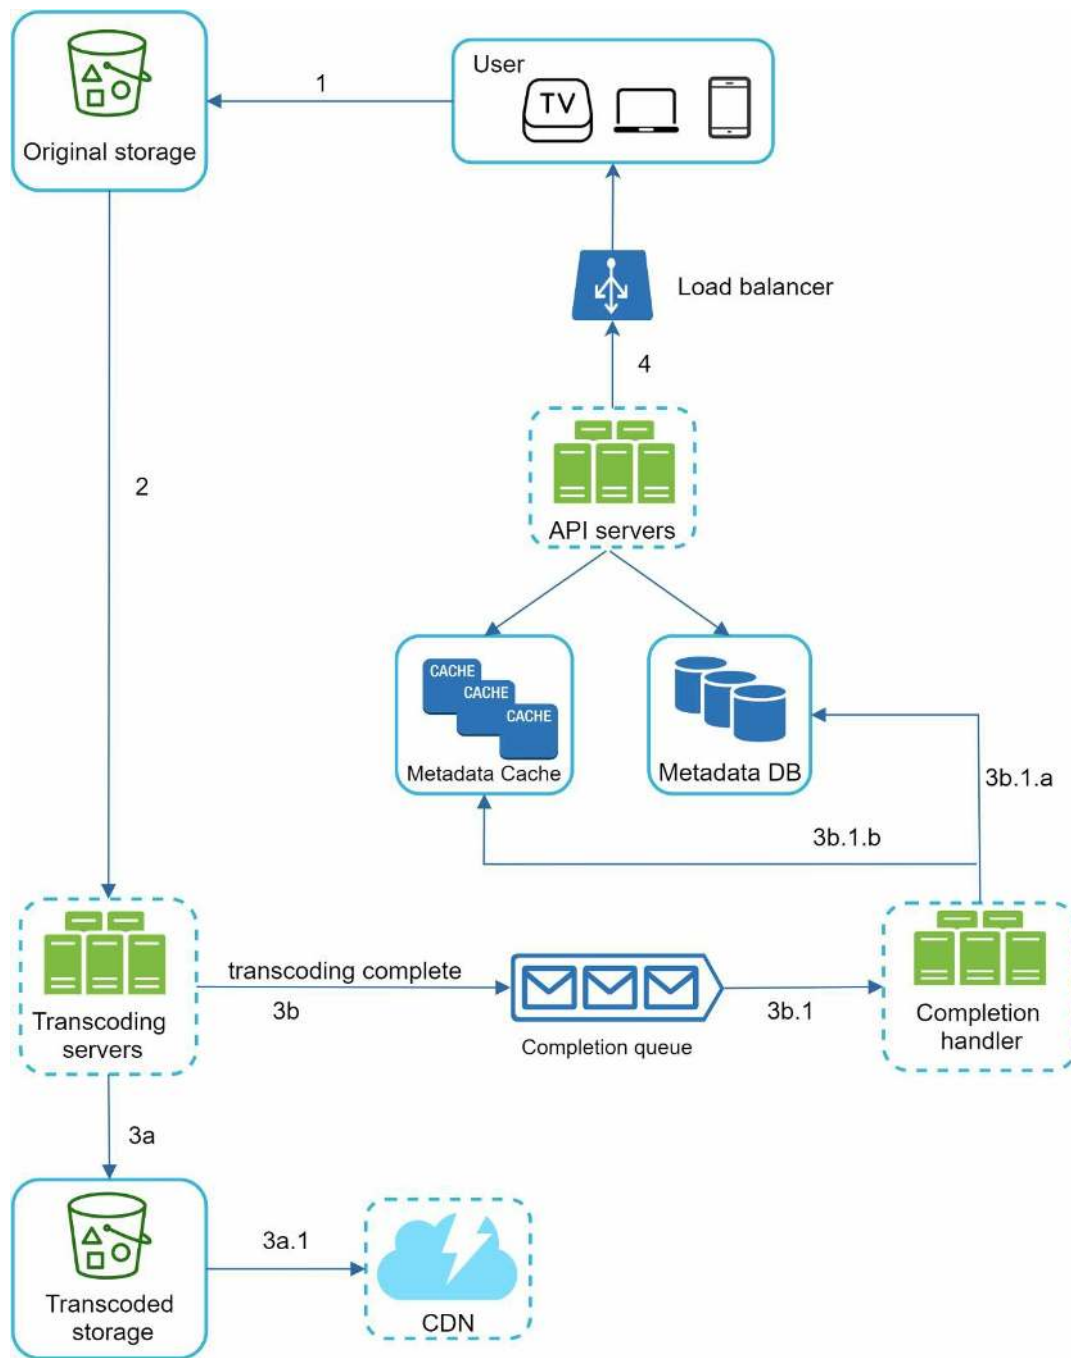 User
TV
1
Original storage
Load balancer
4
2
API servers
CACHE
CACHE
CACHE
Metadata Cache
Metadata DB
3b.1.a
3b.1.b
transcoding complete
3b
3b.1
Completion queue
Transcoding
servers
Completion
handler
3a
3a.1
Transcoded
storage
CDN